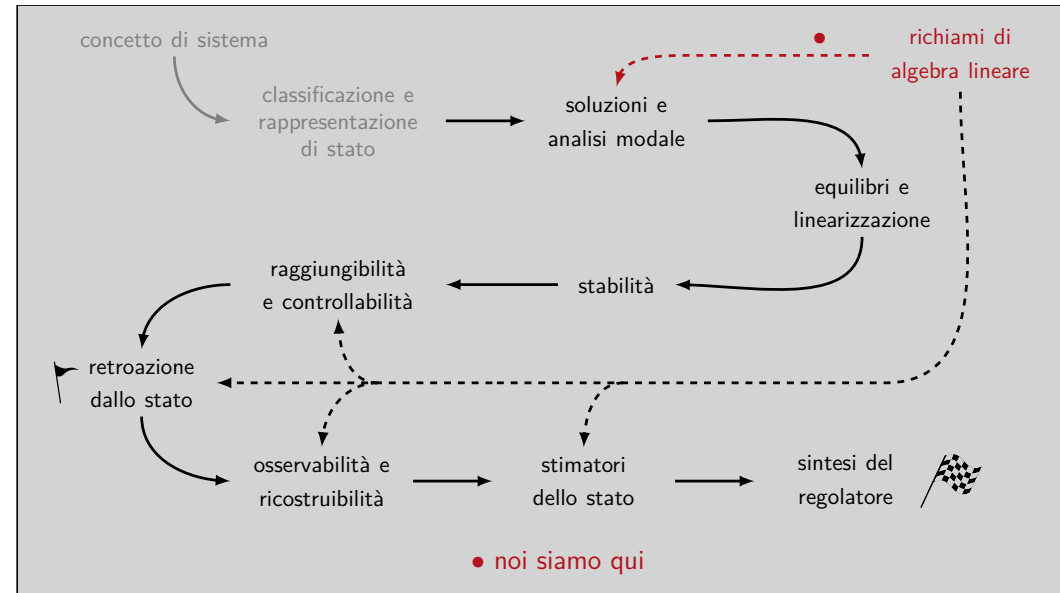 concetto di sistema
richiami di
algebra lineare
classificazione e
rappresentazione
di stato
soluzioni e
analisi modale
equilibri e
linearizzazione
stabilità
raggiungibilità
e controllabilità
retroazione
dallo stato
osservabilità e
ricostruibilità
stimatori
dello stato
sintesi del
regolatore
• noi siamo qui